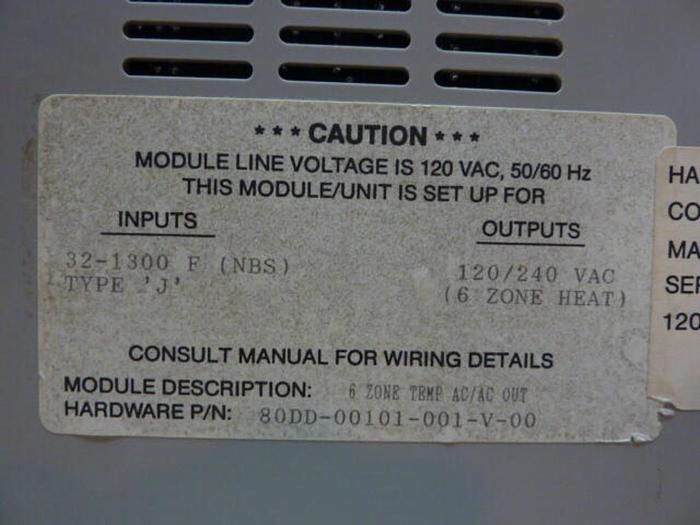 *** CAUTION ***
MODULE LINE VOLTAGE IS 120 VAC, 50/60 Hz
THIS MODULE/UNIT IS SET UP FOR
INPUTS OUTPUTS
32-1300 F (NBS) 120/240 VAC
TYPE 'J' (6 ZONE HEAT)
CONSULT MANUAL FOR WIRING DETAILS
MODULE DESCRIPTION: 6 ZONE TEMP AC/AC OUT
HARDWARE P/N: 80DD-00101-001-V-00
HA
CO
MA
SER
120